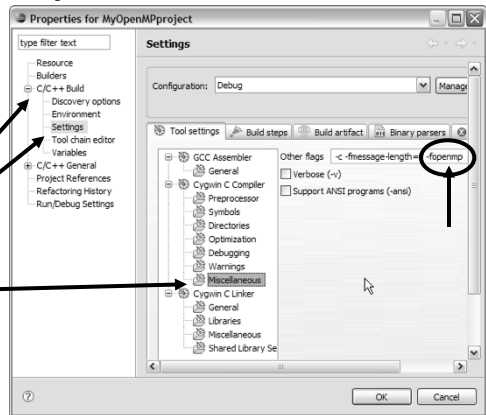 Properties for MyOpenMPproject
type filter text
Resource
Builders
C/C++ Build
Discovery options
Environment
Settings
Tool chain editor
Variables
C/C++ General
Project References
Refactoring History
Run/Debug Settings
Settings
Configuration: Debug
Manage
Tool settings
Build steps
Build artifact
Binary parsers
GCC Assembler
General
Cygwin C Compiler
Preprocessor
Symbols
Directories
Optimization
Debugging
Warnings
Miscellaneous
Cygwin C Linker
General
Libraries
Miscellaneous
Shared Library Se
Other flags -c -fmessage-length= -fopenmp
Verbose (-v)
Support ANSI programs (-ansi)
OK
Cancel